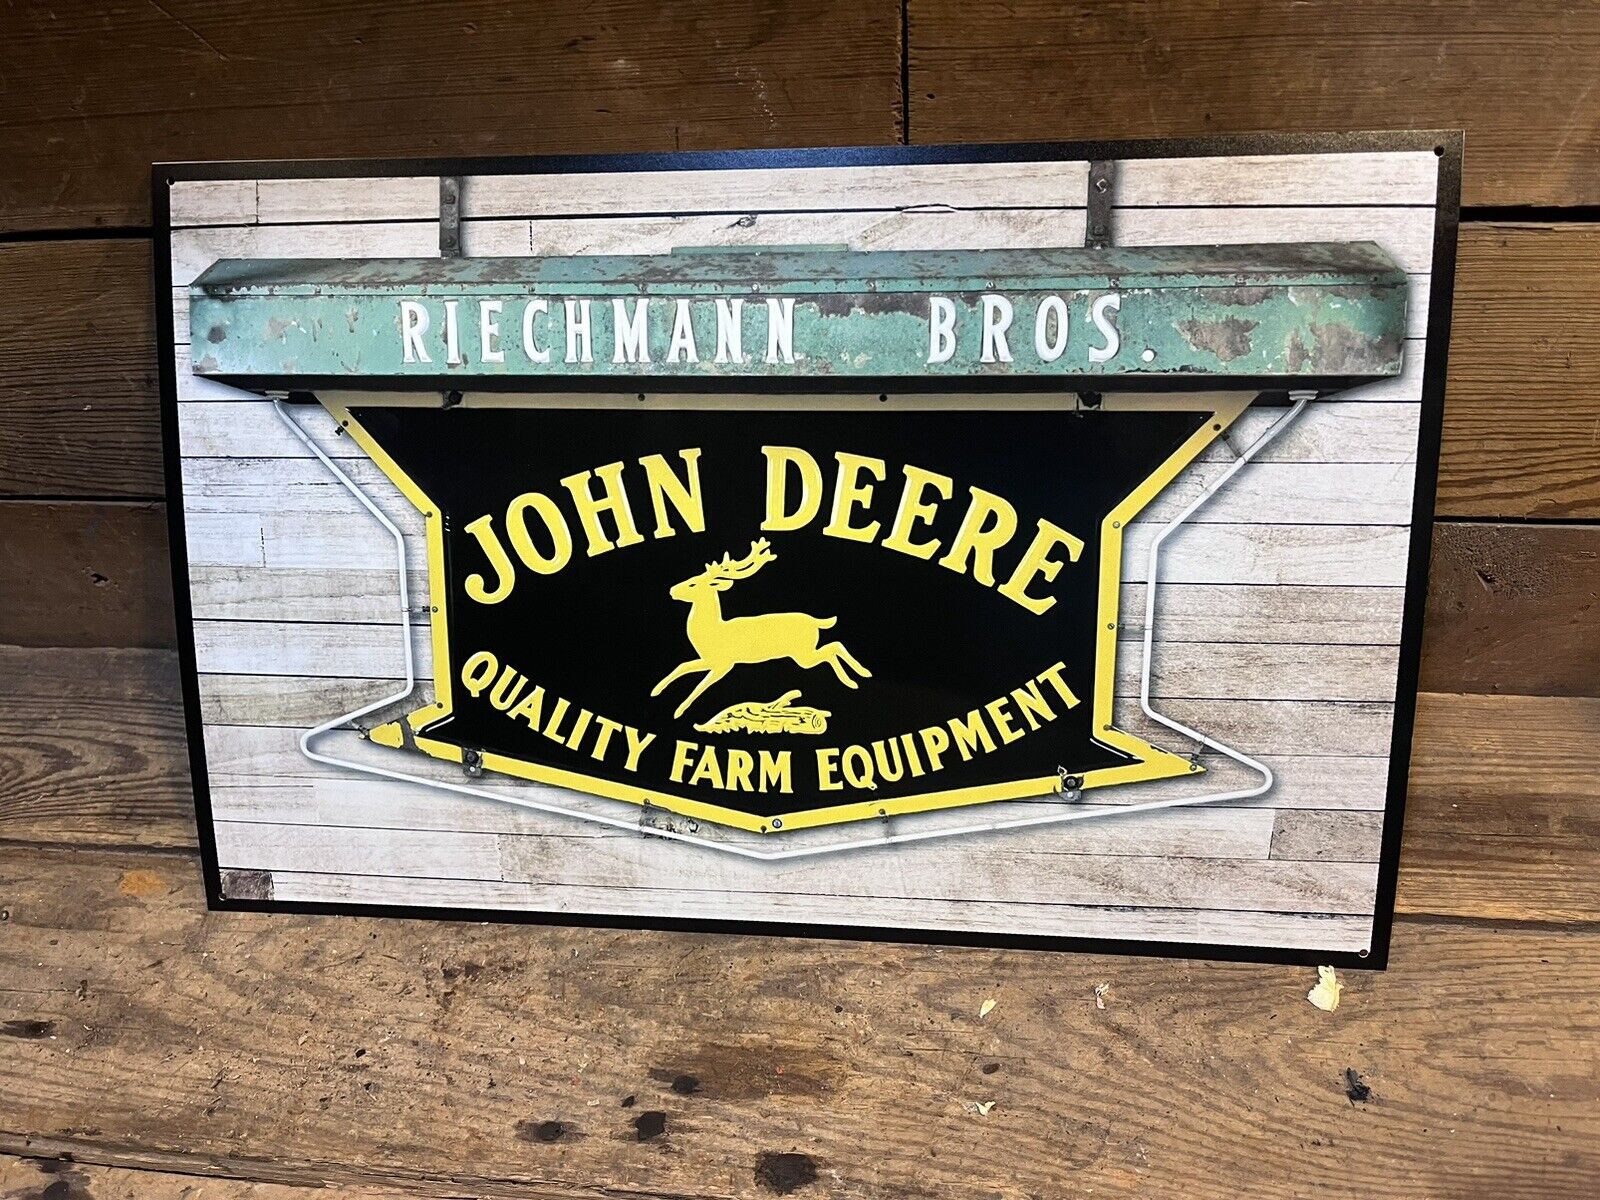 RIECHMANN BROS.
JOHN DEERE
QUALITY FARM EQUIPMENT